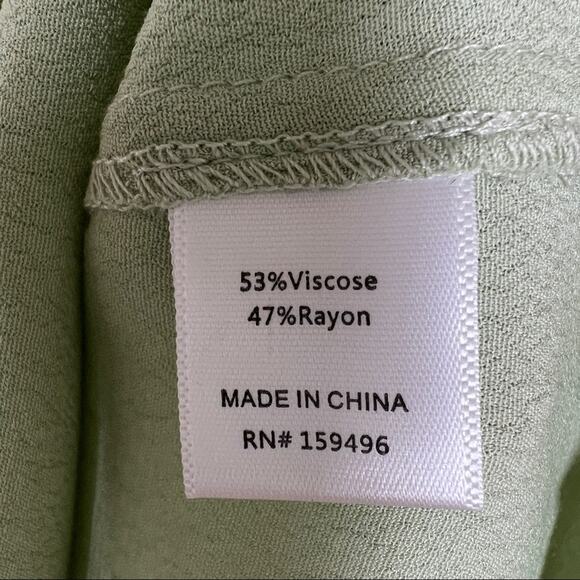 53%Viscose
47%Rayon
MADE IN CHINA
RN# 159496